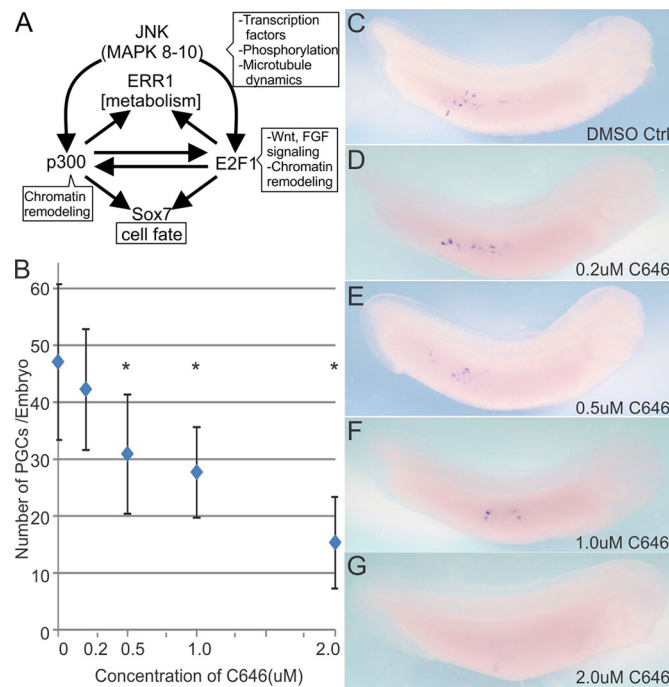 A
JNK
(MAPK 8-10)
-Transcription
factors
-Phosphorylation
-Microtubule
dynamics
ERR1
[metabolism]
p300
E2F1
-Wnt, FGF
signaling
-Chromatin
remodeling
Chromatin
remodeling
Sox7
cell fate
B
Number of PGCs /Embryo
60
50
40
30
20
10
0
* * *
0 0.2 0.5 1.0 2.0
Concentration of C646(uM)
C
DMSO Ctrl
D
0.2uM C646
E
0.5uM C646
F
1.0uM C646
G
2.0uM C646